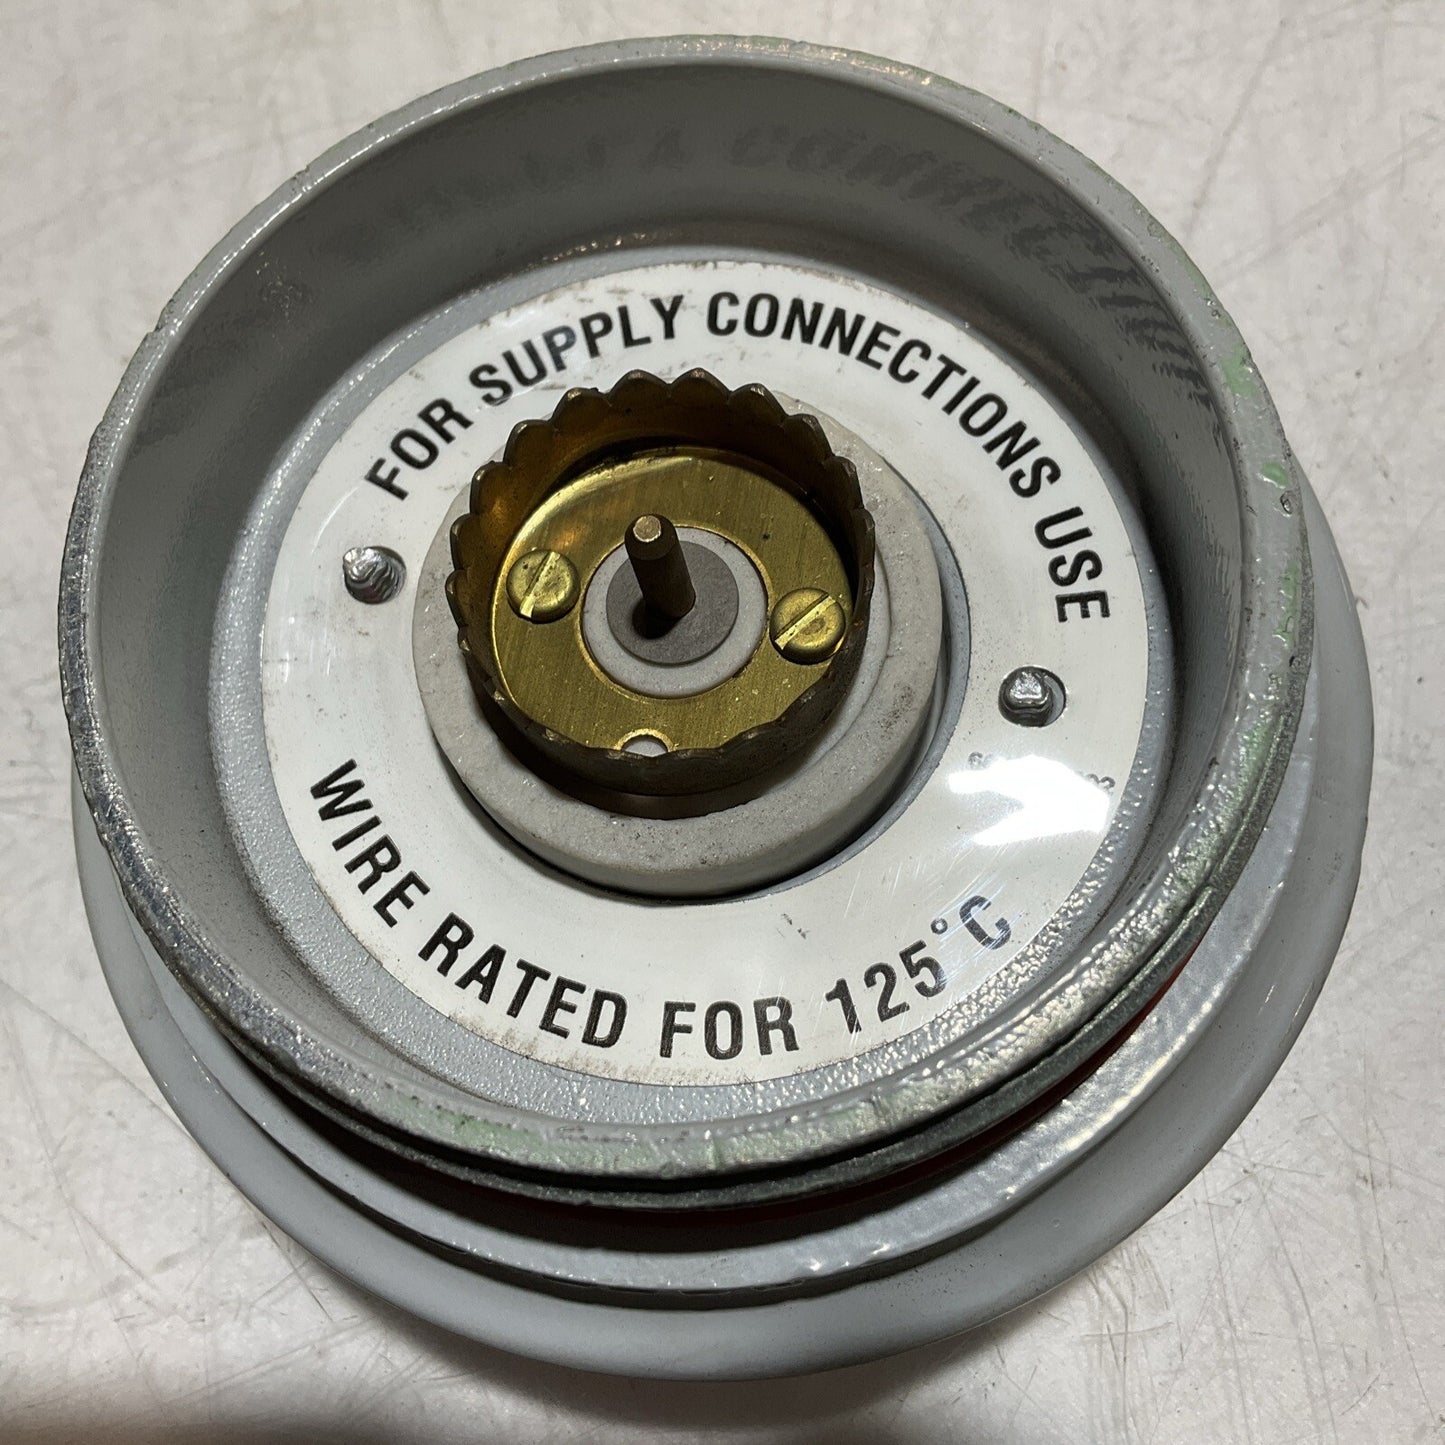 FOR SUPPLY CONNECTIONS USE
WIRE RATED FOR 125°C